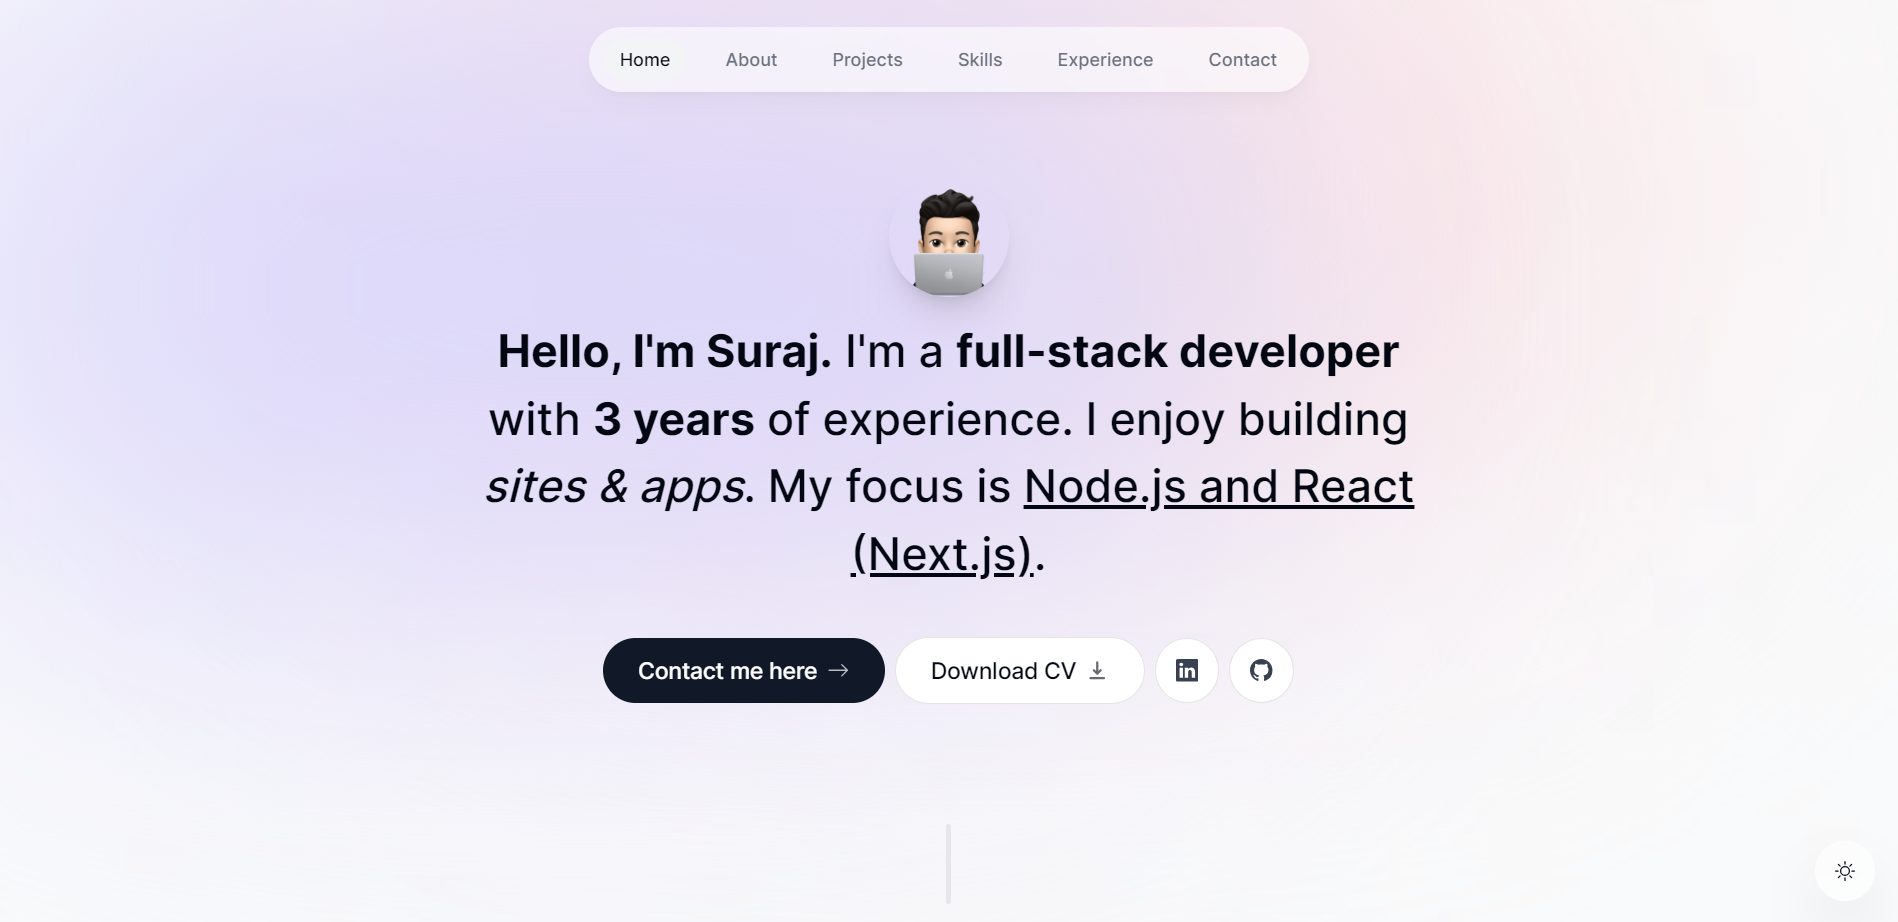 Home About Projects Skills Experience Contact
Hello, I'm Suraj. I'm a full-stack developer
with 3 years of experience. I enjoy building
sites & apps. My focus is Node.js and React
(Next.js).
Contact me here Download CV in